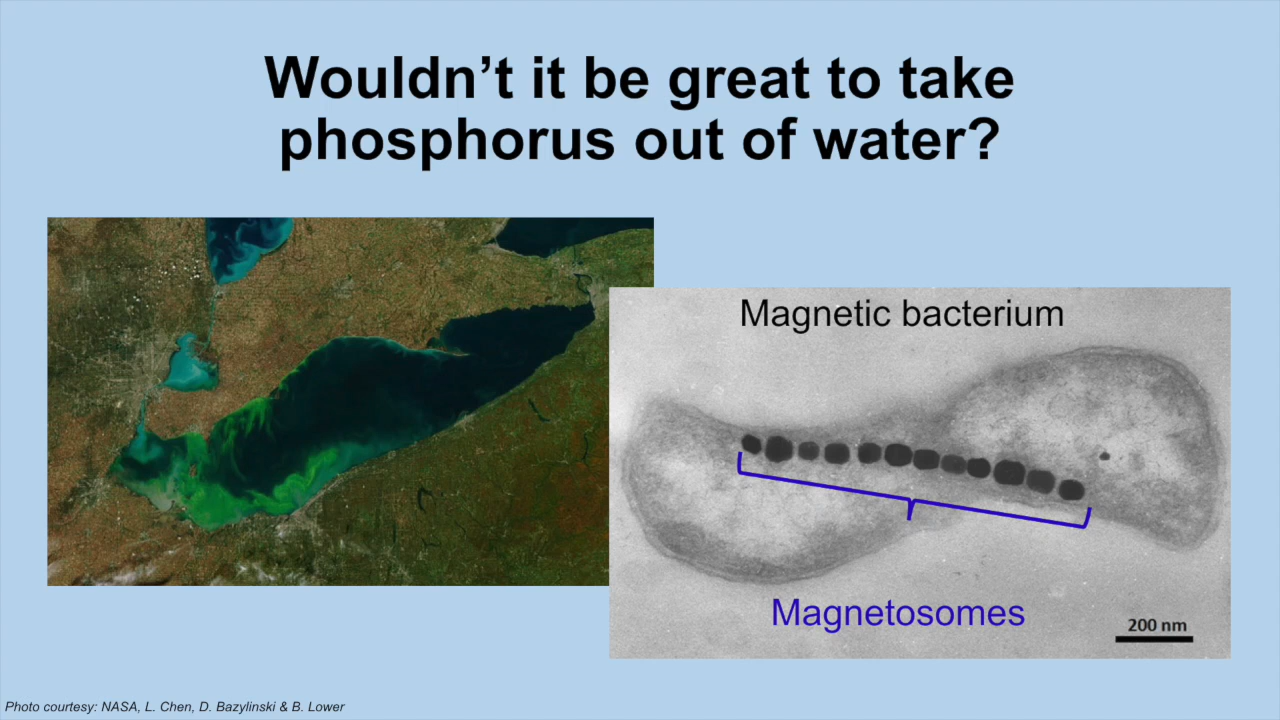 Wouldn’t it be great to take
phosphorus out of water?
Magnetic bacterium
Magnetosomes
200 nm
Photo courtesy: NASA, L. Chen, D. Bazylinski & B. Lower